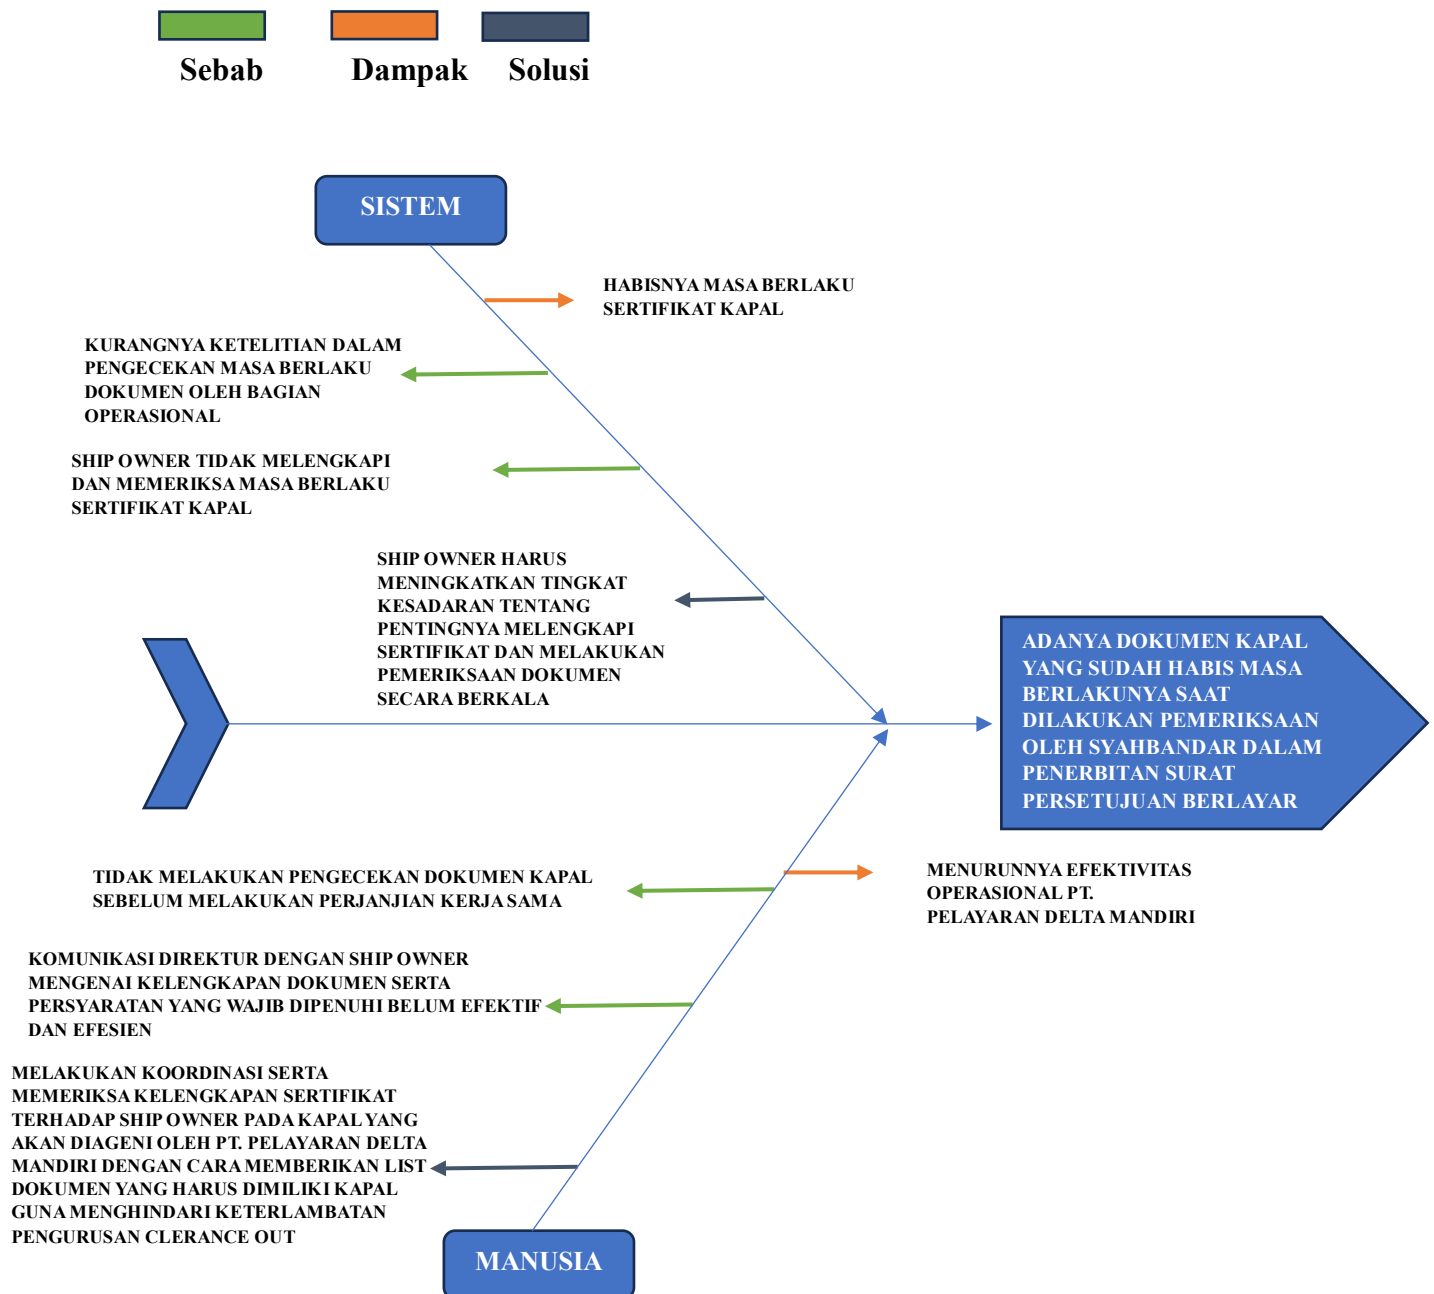 Sebab Dampak Solusi
SISTEM
HABISNYA MASA BERLAKU
SERTIFIKAT KAPAL
KURANGNYA KETELITIAN DALAM
PENGECEKAN MASA BERLAKU
DOKUMEN OLEH BAGIAN
OPERASIONAL
SHIP OWNER TIDAK MELENGKAPI
DAN MEMERIKSA MASA BERLAKU
SERTIFIKAT KAPAL
SHIP OWNER HARUS
MENINGKATKAN TINGKAT
KESADARAN TENTANG
PENTINGNYA MELENGKAPI
SERTIFIKAT DAN MELAKUKAN
PEMERIKSAAN DOKUMEN
SECARA BERKALA
ADANYA DOKUMEN KAPAL
YANG SUDAH HABIS MASA
BERLAKUNYA SAAT
DILAKUKAN PEMERIKSAAN
OLEH SYAHBANDAR DALAM
PENERBITAN SURAT
PERSETUJUAN BERLAYAR
TIDAK MELAKUKAN PENGECEKAN DOKUMEN KAPAL
SEBELUM MELAKUKAN PERJANJIAN KERJA SAMA
MENURUNNYA EFEKTIVITAS
OPERASIONAL PT.
PELAYARAN DELTA MANDIRI
KOMUNIKASI DIREKTUR DENGAN SHIP OWNER
MENGENAI KELENGKAPAN DOKUMEN SERTA
PERSYARATAN YANG WAJIB DIPENUHI BELUM EFEKTIF
DAN EFESIEN
MELAKUKAN KOORDINASI SERTA
MEMERIKSA KELENGKAPAN SERTIFIKAT
TERHADAP SHIP OWNER PADA KAPAL YANG
AKAN DIAGENI OLEH PT. PELAYARAN DELTA
MANDIRI DENGAN CARA MEMBERIKAN LIST
DOKUMEN YANG HARUS DIMILIKI KAPAL
GUNA MENGHINDARI KETERLAMBATAN
PENGURUSAN CLERANCE OUT
MANUSIA